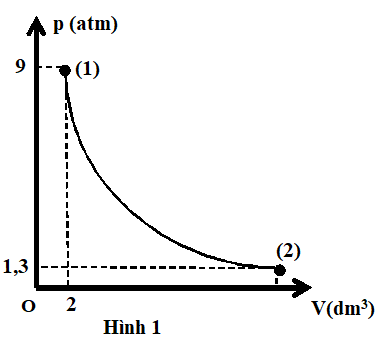 p (atm)
9
(1)
(2)
1,3
O
2
V(dm³)
Hình 1